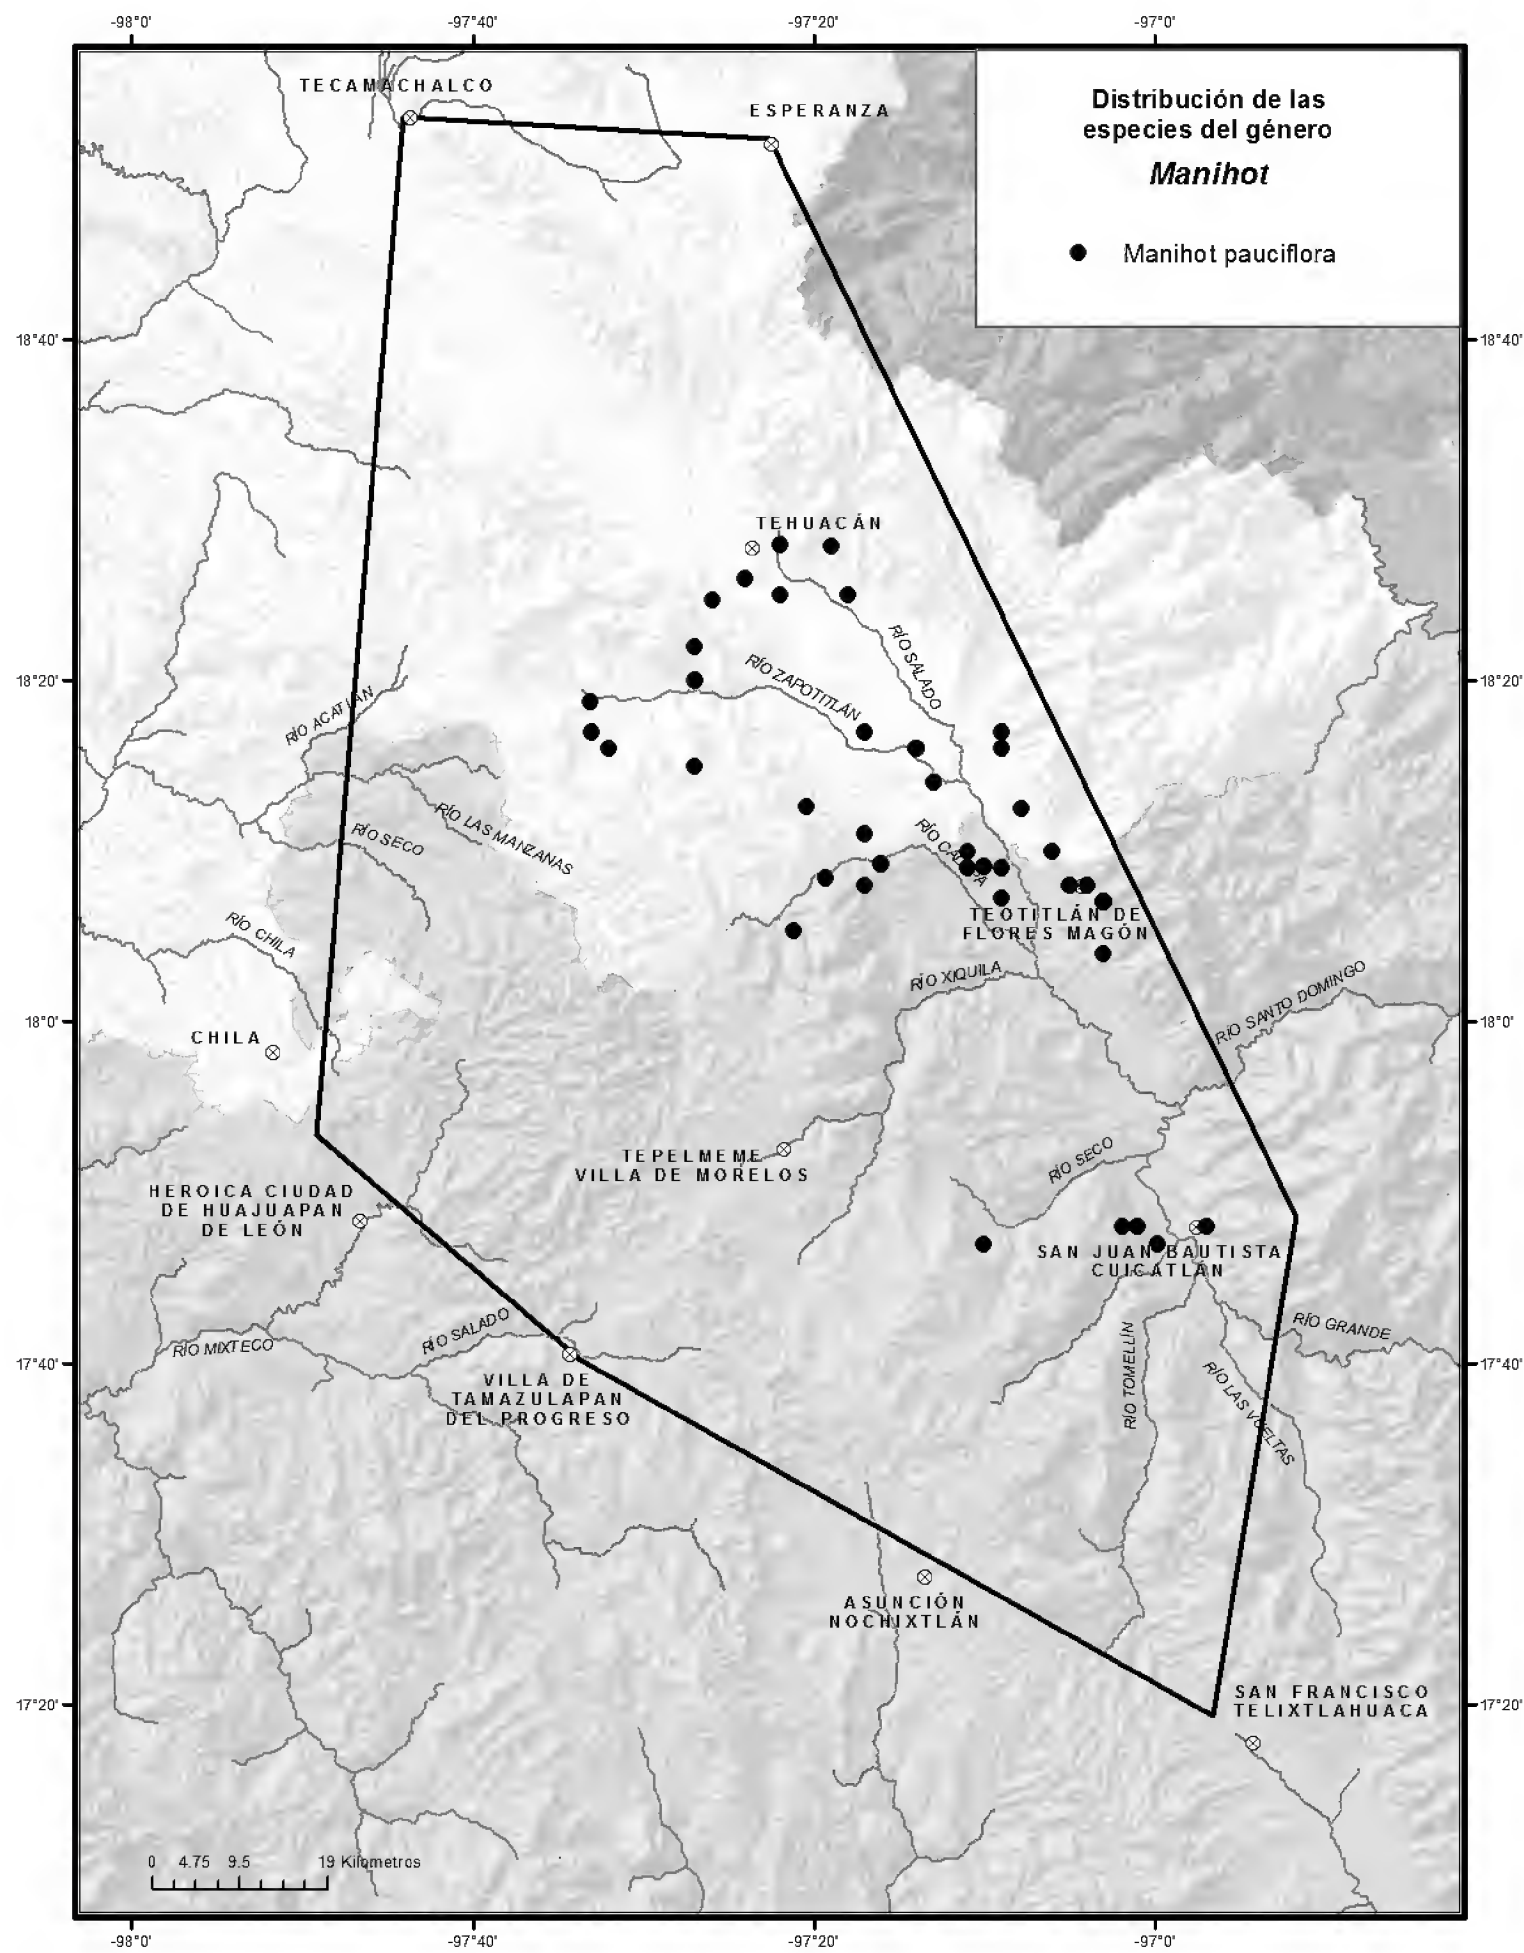 -98°0'
-97°40'
-97°20'
-97°0'
Distribución de las
especies del género
Manihot
Manihot pauciflora
TECAMACHALCO
ESPERANZA
18°40'
18°40'
TEHUACÁN
RÍO SALADO
RÍO ZAPOTITLÁN
18°20'
18°20'
RÍO ACATLÁN
RÍO LAS MANZANAS
RÍO SECO
RÍO CALAPA
TEOTITLÁN DE
FLORES MAGÓN
RÍO CHILA
RÍO XIQUILA
RÍO SANTO DOMINGO
18°0'
18°0'
CHILA
TEPELMEME
VILLA DE MORELOS
RÍO SECO
HEROICA CIUDAD
DE HUAJUAPAN
DE LEÓN
SAN JUAN BAUTISTA
CUICATLÁN
RÍO SALADO
RÍO MIXTECO
RÍO GRANDE
RÍO TOMELLÍN
RÍO LAS VUELTAS
17°40'
17°40'
VILLA DE
TAMAZULAPAN
DEL PROGRESO
ASUNCIÓN
NOCHIXTLÁN
SAN FRANCISCO
TELIXTLAHUACA
17°20'
17°20'
0 4.75 9.5 19 Kilometros
-98°0'
-97°40'
-97°20'
-97°0'